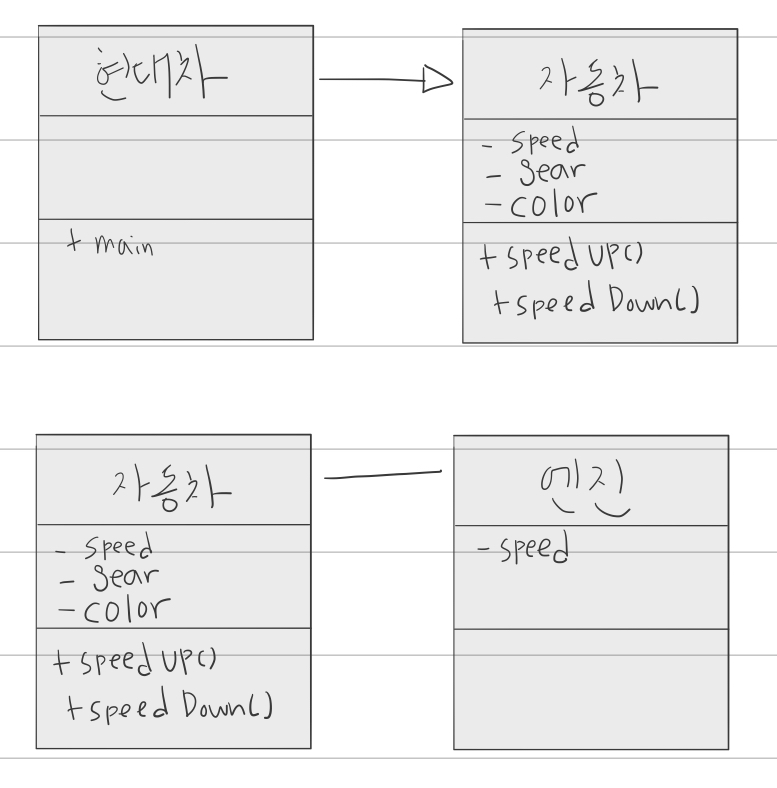 현대차
+ main
자동차
- speed
- gear
- color
+ speed UP()
+ speed Down()
자동차
- speed
- gear
- color
+ speed UP()
+ speed Down()
엔진
- speed